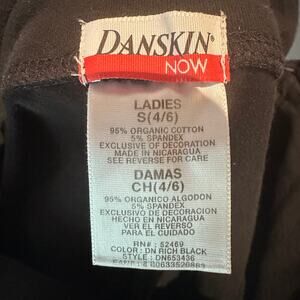 DANSKIN®
NOW
LADIES
S(4/6)
95% ORGANIC COTTON
5% SPANDEX
EXCLUSIVE OF DECORATION
MADE IN NICARAGUA
SEE REVERSE FOR CARE
DAMAS
CH(4/6)
95% ORGANICO ALGODON
5% SPANDEX
EXCLUSIVO DE DECORACION
HECHO EN NICARAGUA
VER EL REVERSO
PARA EL CUIDADO
RN#: 52469
COLOR: DN RICH BLACK
STYLE: DN653436